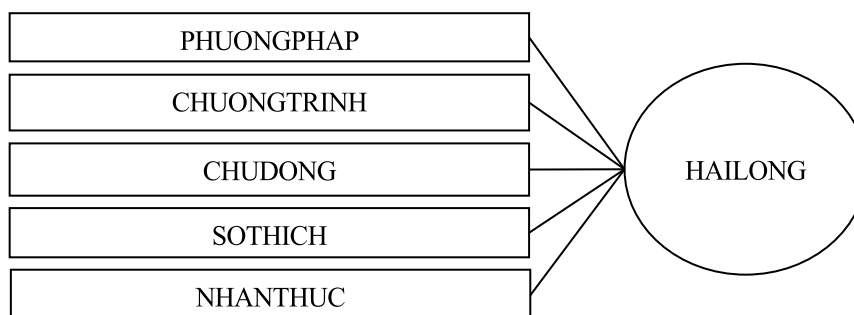 PHUONGPHAP
CHUONGTRINH
CHUDONG
HAILONG
SOTHICH
NHANTHUC